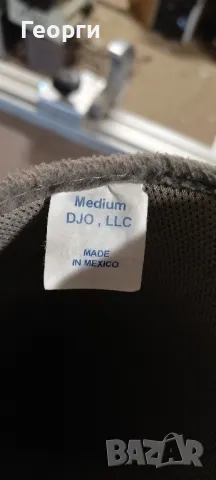 Георги
Medium
DJO , LLC
MADE
IN MEXICO
BAZAR